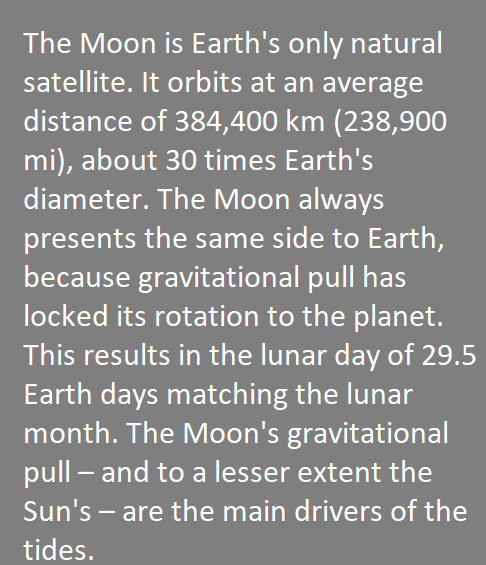 The Moon is Earth's only natural
satellite. It orbits at an average
distance of 384,400 km (238,900
mi), about 30 times Earth's
diameter. The Moon always
presents the same side to Earth,
because gravitational pull has
locked its rotation to the planet.
This results in the lunar day of 29.5
Earth days matching the lunar
month. The Moon's gravitational
pull – and to a lesser extent the
Sun's – are the main drivers of the
tides.